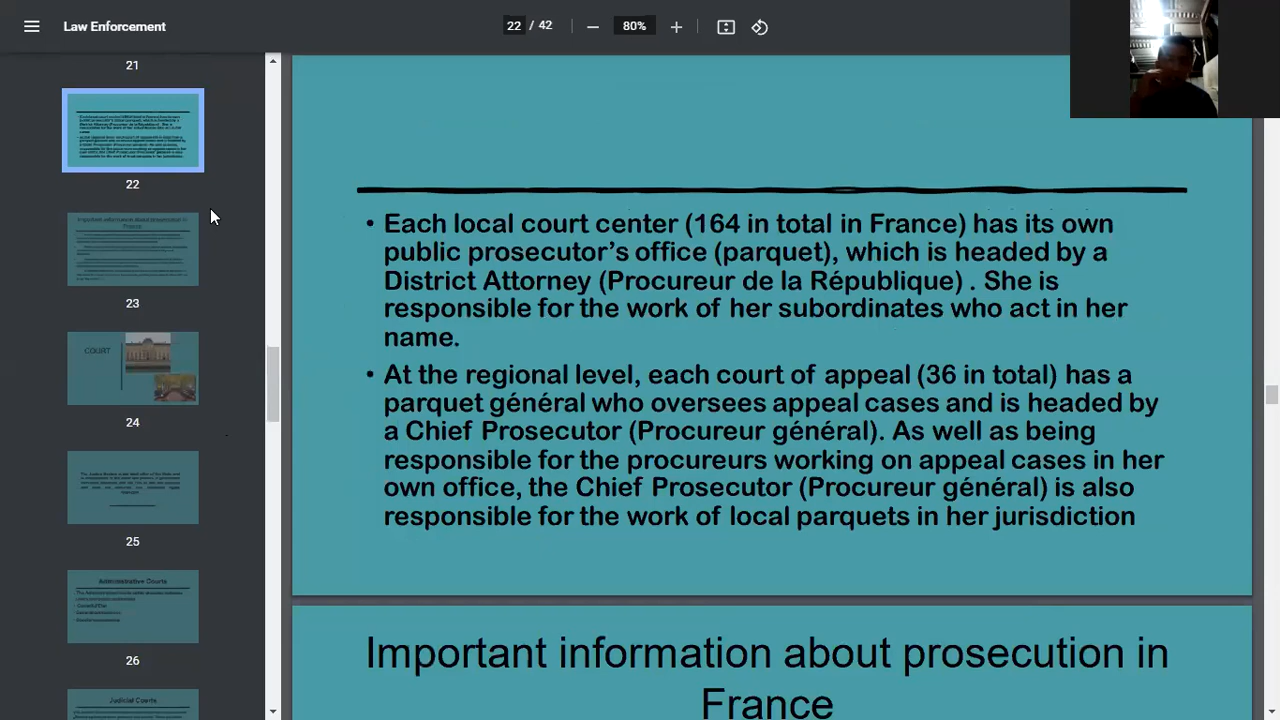 Law Enforcement
22 / 42
80%
21
22
23
COURT
24
25
Administrative Courts
26
Judicial Courts
• Each local court center (164 in total in France) has its own
public prosecutor's office (parquet), which is headed by a
District Attorney (Procureur de la République) . She is
responsible for the work of her subordinates who act in her
name.
• At the regional level, each court of appeal (36 in total) has a
parquet général who oversees appeal cases and is headed by
a Chief Prosecutor (Procureur général). As well as being
responsible for the procureurs working on appeal cases in her
own office, the Chief Prosecutor (Procureur général) is also
responsible for the work of local parquets in her jurisdiction
Important information about prosecution in
France